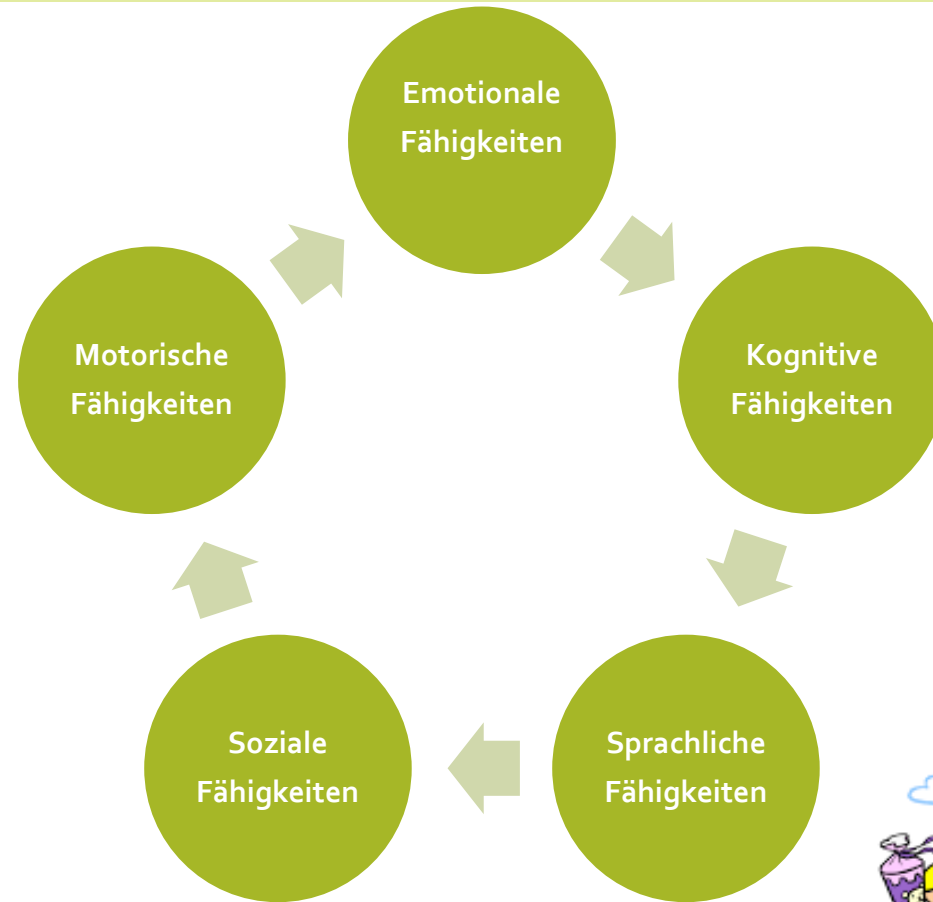 Emotionale
Fähigkeiten
Kognitive
Fähigkeiten
Sprachliche
Fähigkeiten
Soziale
Fähigkeiten
Motorische
Fähigkeiten